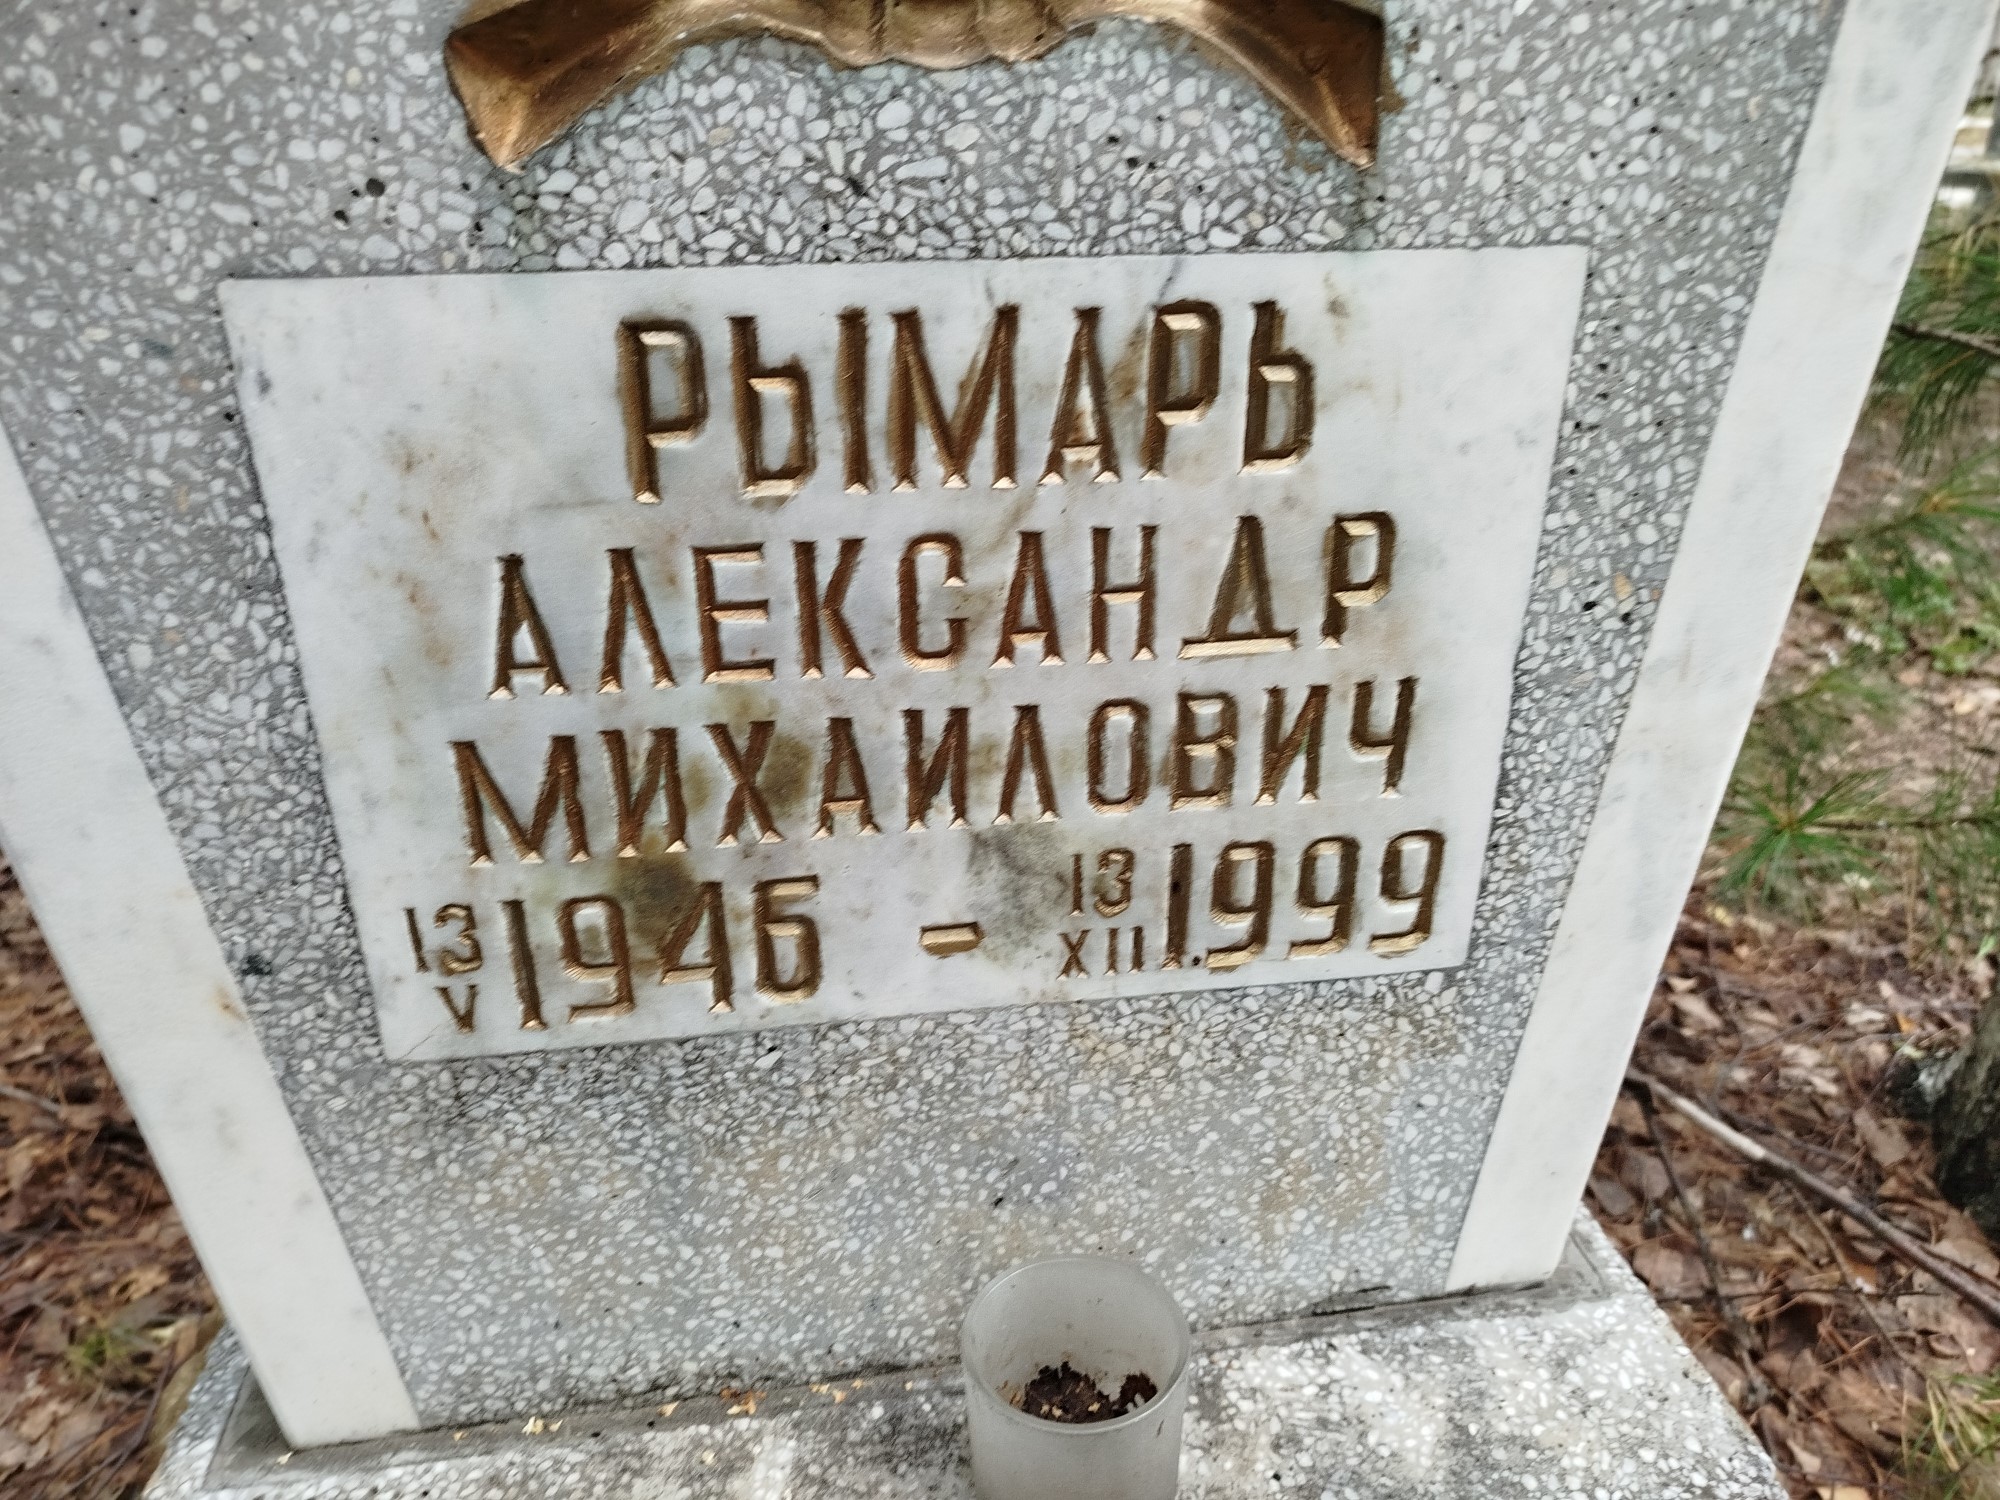 РЫМАРЬ
АЛЕКСАНДР
МИХАИЛОВИЧ
13 V 1946 - 13 XII 1999